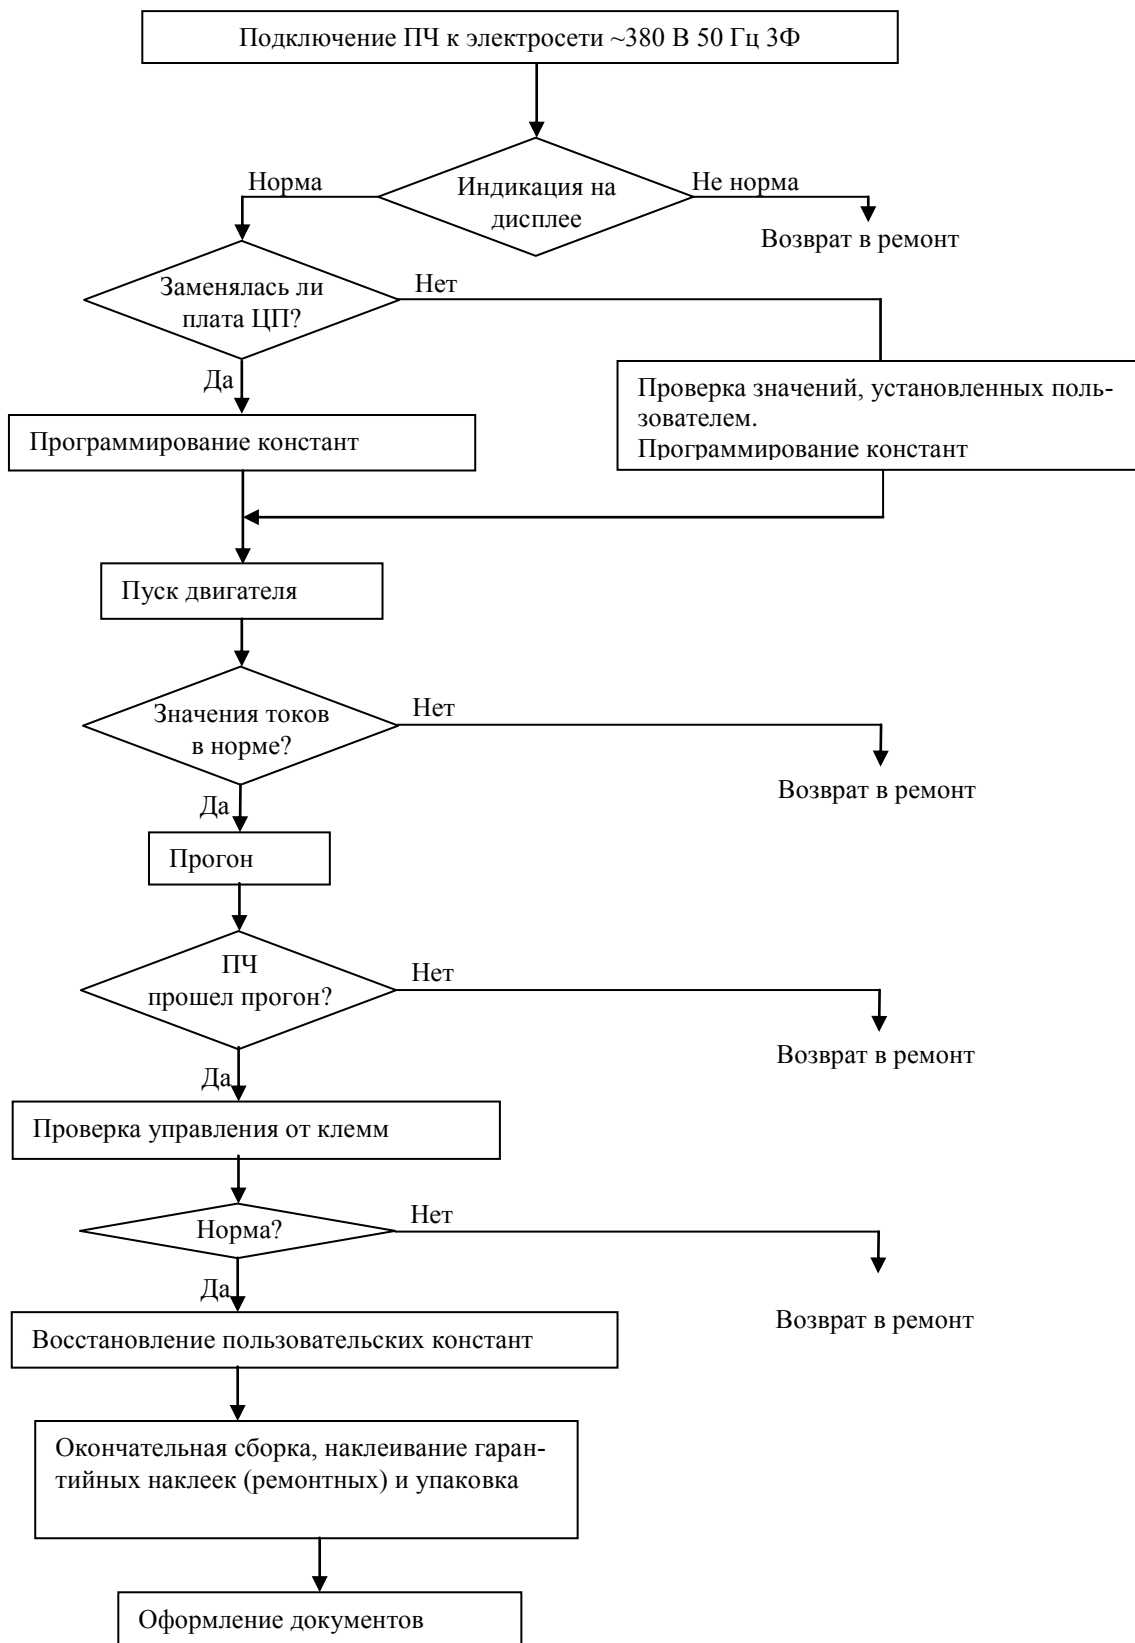 Подключение ПЧ к электросети ~380 В 50 Гц 3Ф
Норма
Индикация на
дисплее
Не норма
Возврат в ремонт
Заменялась ли
плата ЦП?
Нет
Да
Проверка значений, установленных поль-
зователем.
Программирование констант
Программирование констант
Пуск двигателя
Значения токов
в норме?
Нет
Возврат в ремонт
Да
Прогон
ПЧ
прошел прогон?
Нет
Возврат в ремонт
Да
Проверка управления от клемм
Норма?
Нет
Да
Возврат в ремонт
Восстановление пользовательских констант
Окончательная сборка, наклеивание гаран-
тийных наклеек (ремонтных) и упаковка
Оформление документов